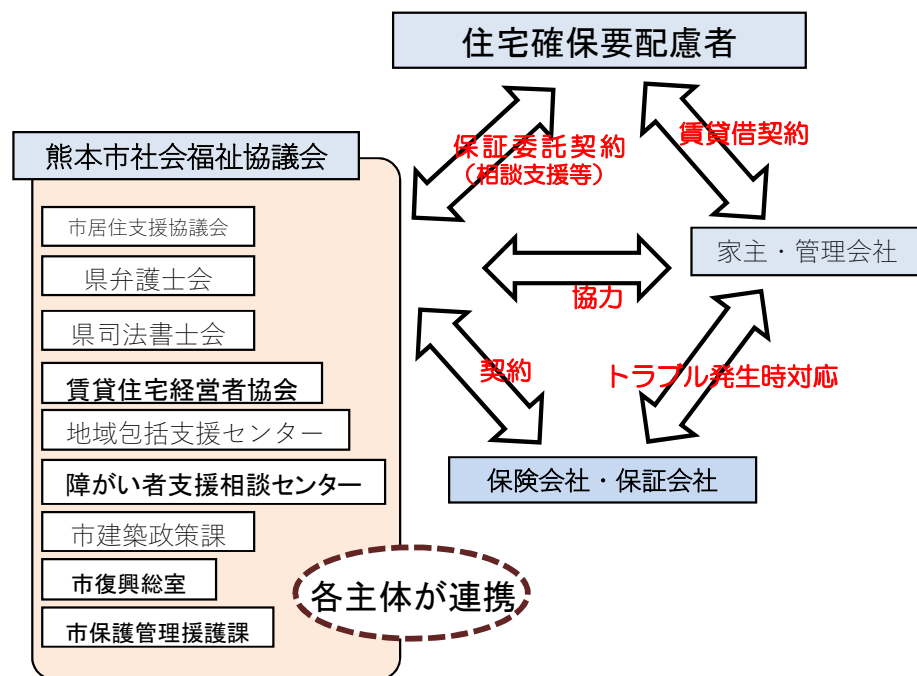 住宅確保要配慮者
保証委託契約
（相談支援等）
賃貸借契約
熊本市社会福祉協議会
市居住支援協議会
県弁護士会
県司法書士会
賃貸住宅経営者協会
地域包括支援センター
障がい者支援相談センター
市建築政策課
市復興総室
市保護管理援護課
家主・管理会社
協力
契約
トラブル発生時対応
保険会社・保証会社
各主体が連携